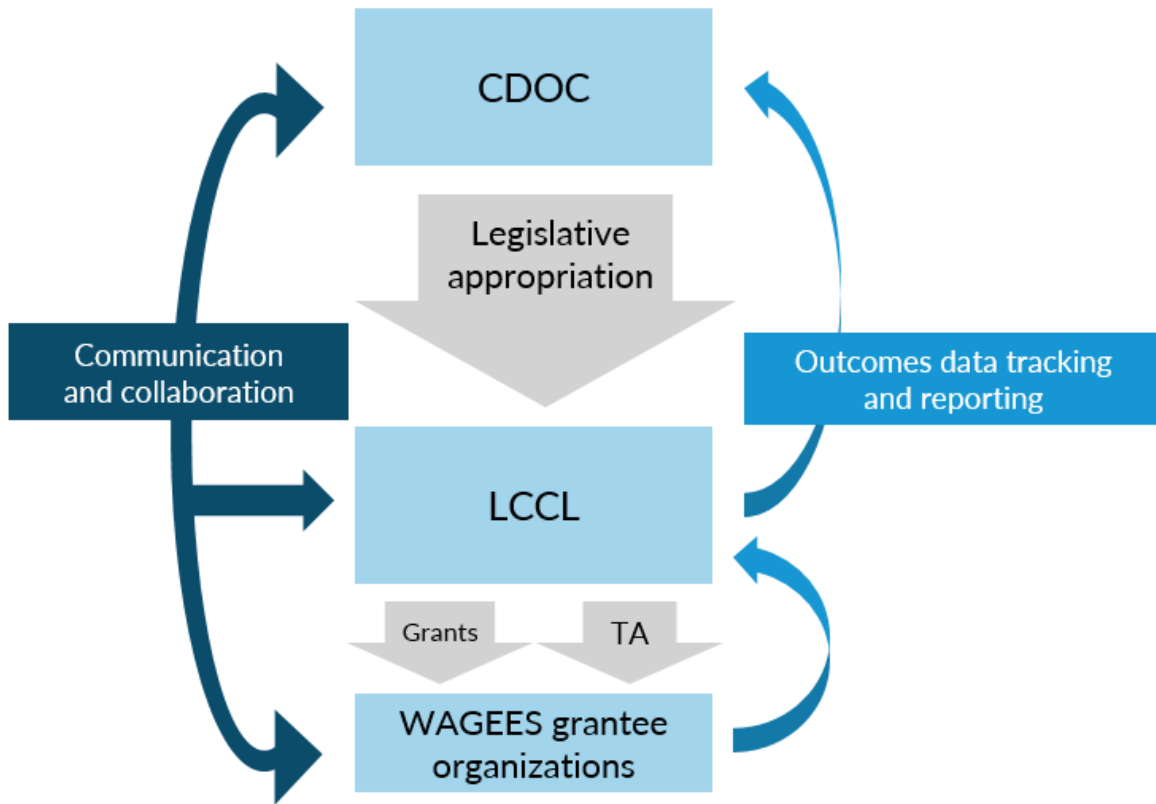 CDOC
Legislative
appropriation
Communication
and collaboration
Outcomes data tracking
and reporting
LCCL
Grants
TA
WAGEES grantee
organizations